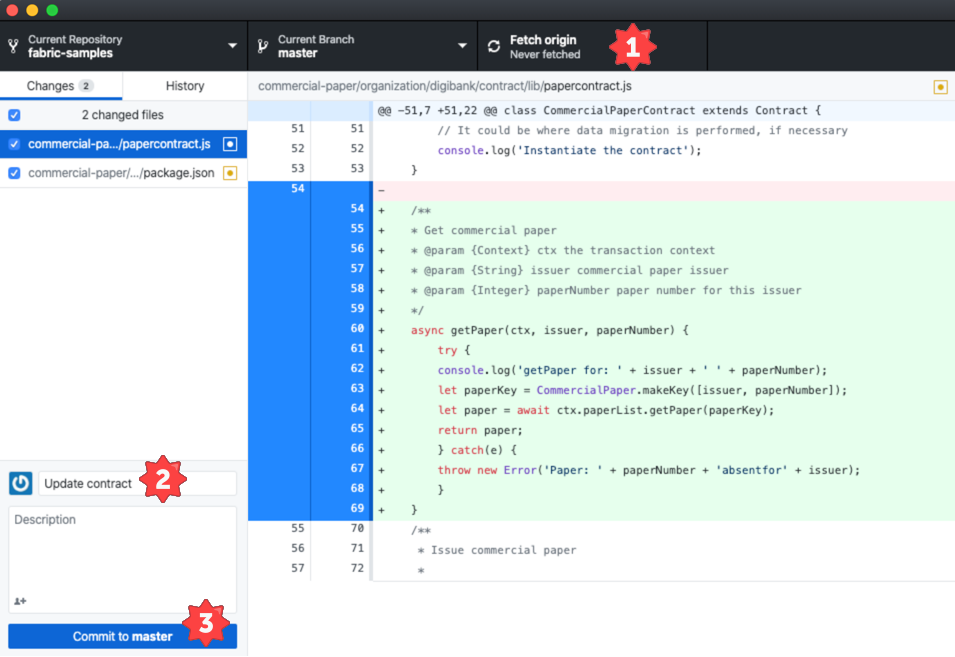 Current Repository
fabric-samples
Current Branch
master
Fetch origin
Never fetched
1
Changes 2
History
commercial-paper/organization/digibank/contract/lib/papercontract.js
2 changed files
commercial-pa.../papercontract.js
commercial-paper/.../package.json
@@ -51,7 +51,22 @@ class CommercialPaperContract extends Contract {
51 51 // It could be where data migration is performed, if necessary
52 52 console.log('Instantiate the contract');
53 53 }
54 -
54 + /**
55 + * Get commercial paper
56 + * @param {Context} ctx the transaction context
57 + * @param {String} issuer commercial paper issuer
58 + * @param {Integer} paperNumber paper number for this issuer
59 + */
60 + async getPaper(ctx, issuer, paperNumber) {
61 + try {
62 + console.log('getPaper for: ' + issuer + ' ' + paperNumber);
63 + let paperKey = CommercialPaper.makeKey([issuer, paperNumber]);
64 + let paper = await ctx.paperList.getPaper(paperKey);
65 + return paper;
66 + } catch(e) {
67 + throw new Error('Paper: ' + paperNumber + 'absentfor' + issuer);
68 + }
69 + }
55 70 /**
56 71 * Issue commercial paper
57 72 *
Update contract
2
Description
3
Commit to master